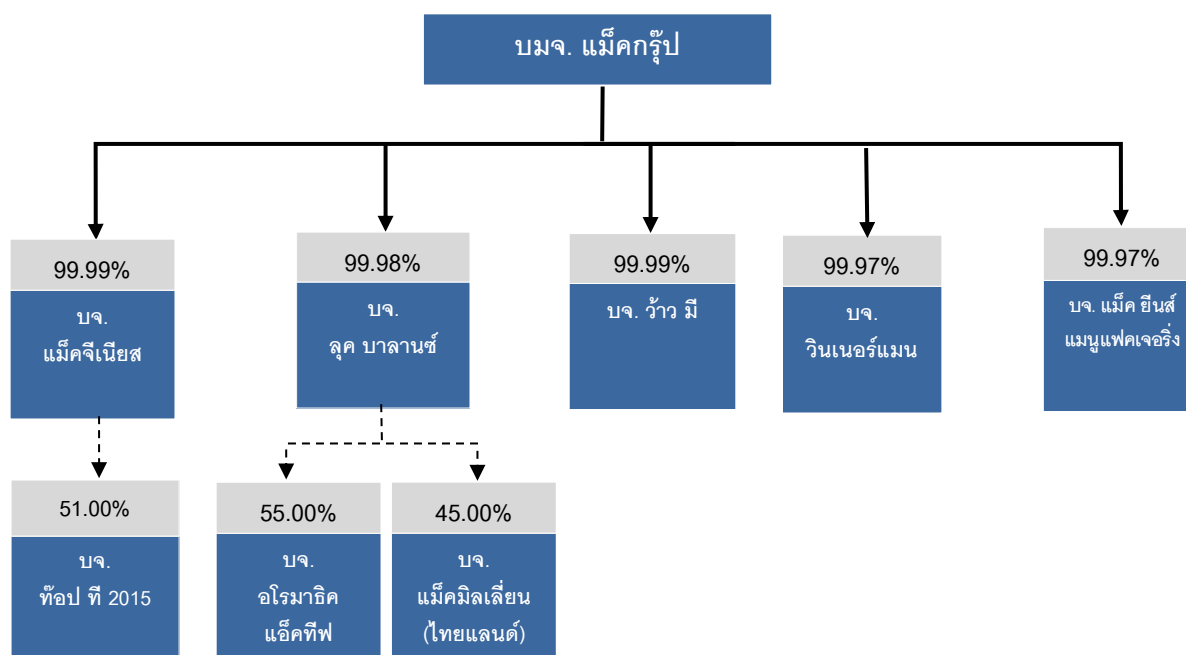 บมจ. แม็คกรุ๊ป
99.99%
บจ.
แม็คจีเนียส
99.98%
บจ.
ลุค บาลานซ์
99.99%
บจ. ว้าว มี
99.97%
บจ.
วินเนอร์แมน
99.97%
บจ. แม็ค ยีนส์
แมนูแฟคเจอริ่ง
51.00%
บจ.
ท๊อป ที 2015
55.00%
บจ.
อโรมาธิค
แอ็คทีฟ
45.00%
บจ.
แม็คมิลเลี่ยน
(ไทยแลนด์)